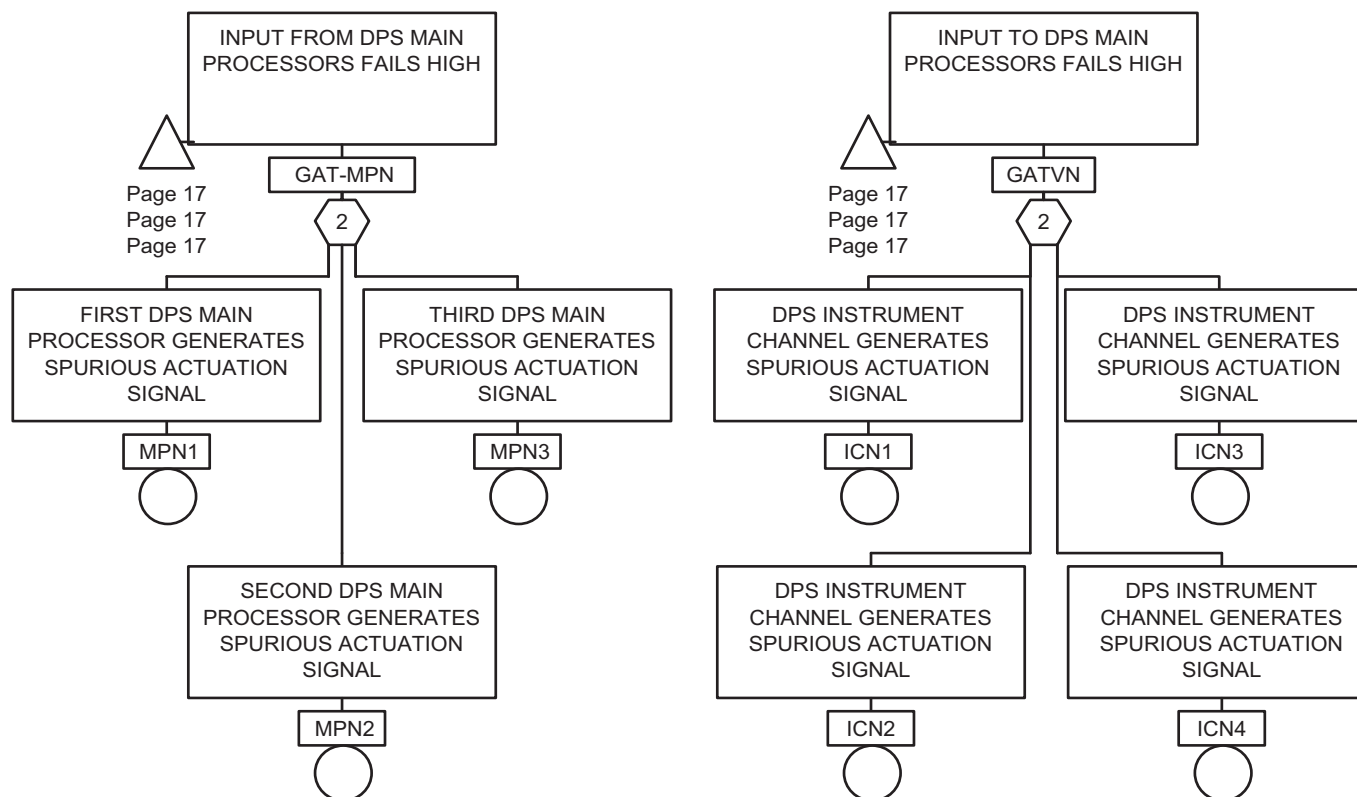 INPUT FROM DPS MAIN
PROCESSORS FAILS HIGH
GAT-MPN
Page 17
Page 17
Page 17
2
FIRST DPS MAIN
PROCESSOR GENERATES
SPURIOUS ACTUATION
SIGNAL
MPN1
THIRD DPS MAIN
PROCESSOR GENERATES
SPURIOUS ACTUATION
SIGNAL
MPN3
SECOND DPS MAIN
PROCESSOR GENERATES
SPURIOUS ACTUATION
SIGNAL
MPN2
INPUT TO DPS MAIN
PROCESSORS FAILS HIGH
GATVN
Page 17
Page 17
Page 17
2
DPS INSTRUMENT
CHANNEL GENERATES
SPURIOUS ACTUATION
SIGNAL
ICN1
DPS INSTRUMENT
CHANNEL GENERATES
SPURIOUS ACTUATION
SIGNAL
ICN3
DPS INSTRUMENT
CHANNEL GENERATES
SPURIOUS ACTUATION
SIGNAL
ICN2
DPS INSTRUMENT
CHANNEL GENERATES
SPURIOUS ACTUATION
SIGNAL
ICN4